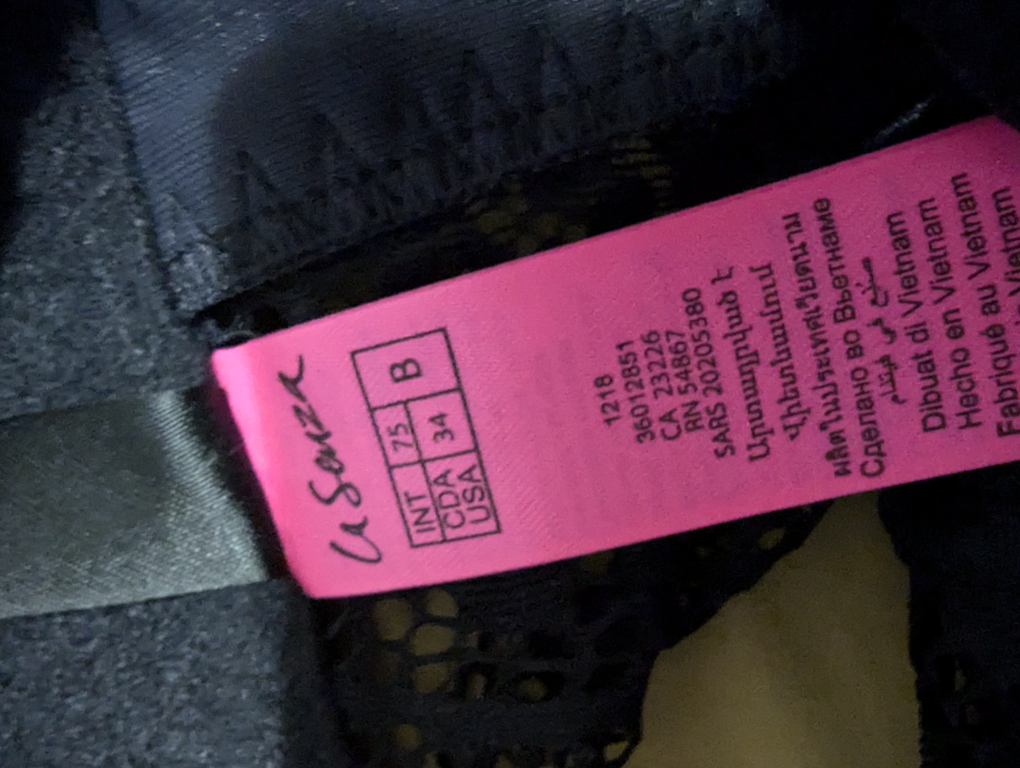 la Senza
INT 75 B
CDA USA 34
1218
36012851
CA 23226
RN 54867
SARS 20205380
Արտադրված է
Վիետնամում
ผลิตในประเทศเวียดนาม
Сделано во Вьетнаме
صنع في فيتنام
Dibuat di Vietnam
Hecho en Vietnam
Fabriqué au Vietnam
Vietnam